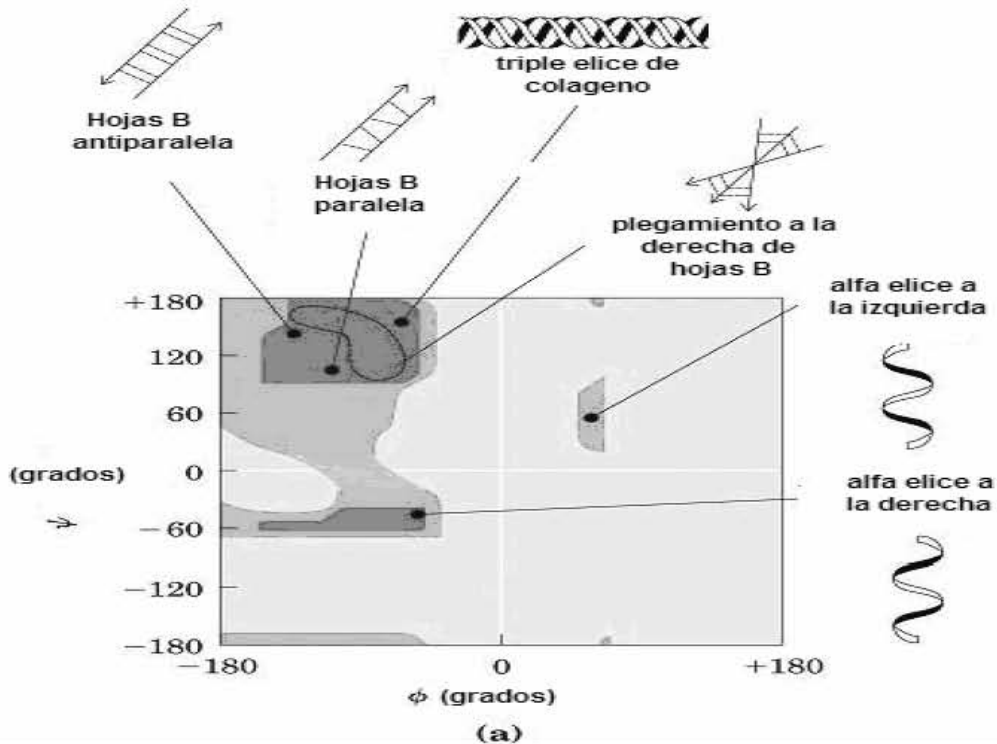 triple elice de
colageno
Hojas B
antiparalela
Hojas B
paralela
plegamiento a la
derecha de
hojas B
alfa elice a
la izquierda
alfa elice a
la derecha
+180
120
60
0
−60
−120
−180
(grados)
ψ
−180
0
+180
ϕ (grados)
(a)